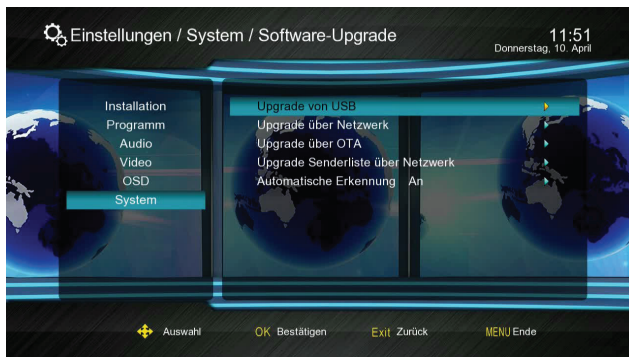 Einstellungen / System / Software-Upgrade
11:51
Donnerstag, 10. April
Installation
Programm
Audio
Video
OSD
System
Upgrade von USB
Upgrade über Netzwerk
Upgrade über OTA
Upgrade Senderliste über Netzwerk
Automatische Erkennung An
Auswahl
OK Bestätigen
Exit Zurück
MENU Ende